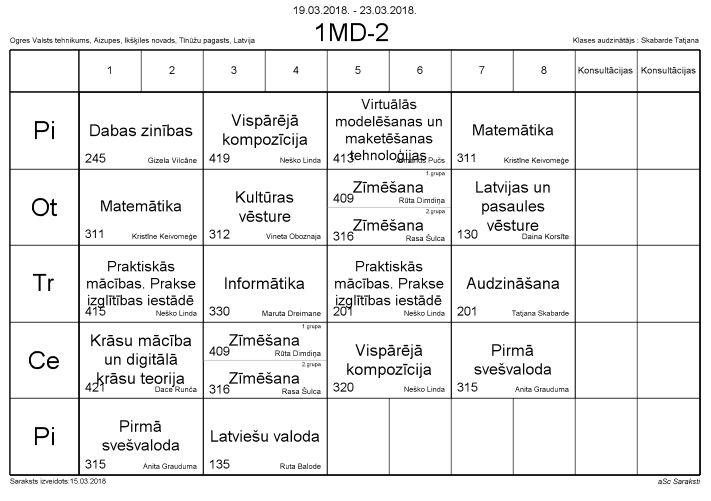 19.03.2018. - 23.03.2018.
Ogres Valsts tehnikums, Aizupes, Ikšķiles novads, Tīnūžu pagasts, Latvija
1MD-2
Klases audzinātājs : Skabarde Tatjana
1 2 3 4 5 6 7 8 Konsultācijas Konsultācijas
Pi
Dabas zinības
245 Gizela Vilcāne
Vispārējā
kompozīcija
419 Neško Linda
Virtuālās
modelēšanas un
maketēšanas
tehnoloģijas
413 Pučs
Matemātika
311 Kristīne Keivomeģe
Ot
Matemātika
311 Kristīne Keivomeģe
Kultūras
vēsture
312 Vineta Oboznaja
1.grupa
Zīmēšana
409 Rūta Dimdiņa
2.grupa
Zīmēšana
316 Rasa Šulca
Latvijas un
pasaules
vēsture
130 Daina Korsīte
Tr
Praktiskās
mācības. Prakse
izglītības iestādē
415 Neško Linda
Informātika
330 Maruta Dreimane
Praktiskās
mācības. Prakse
izglītības iestādē
201 Neško Linda
Audzināšana
201 Tatjana Skabarde
Ce
Krāsu mācība
un digitālā
krāsu teorija
421 Dace Runča
1.grupa
Zīmēšana
409 Rūta Dimdiņa
2.grupa
Zīmēšana
316 Rasa Šulca
Vispārējā
kompozīcija
320 Neško Linda
Pirmā
svešvaloda
315 Anita Grauduma
Pi
Pirmā
svešvaloda
315 Anita Grauduma
Latviešu valoda
135 Ruta Balode
Saraksts izveidots:15.03.2018
aSc Saraksti